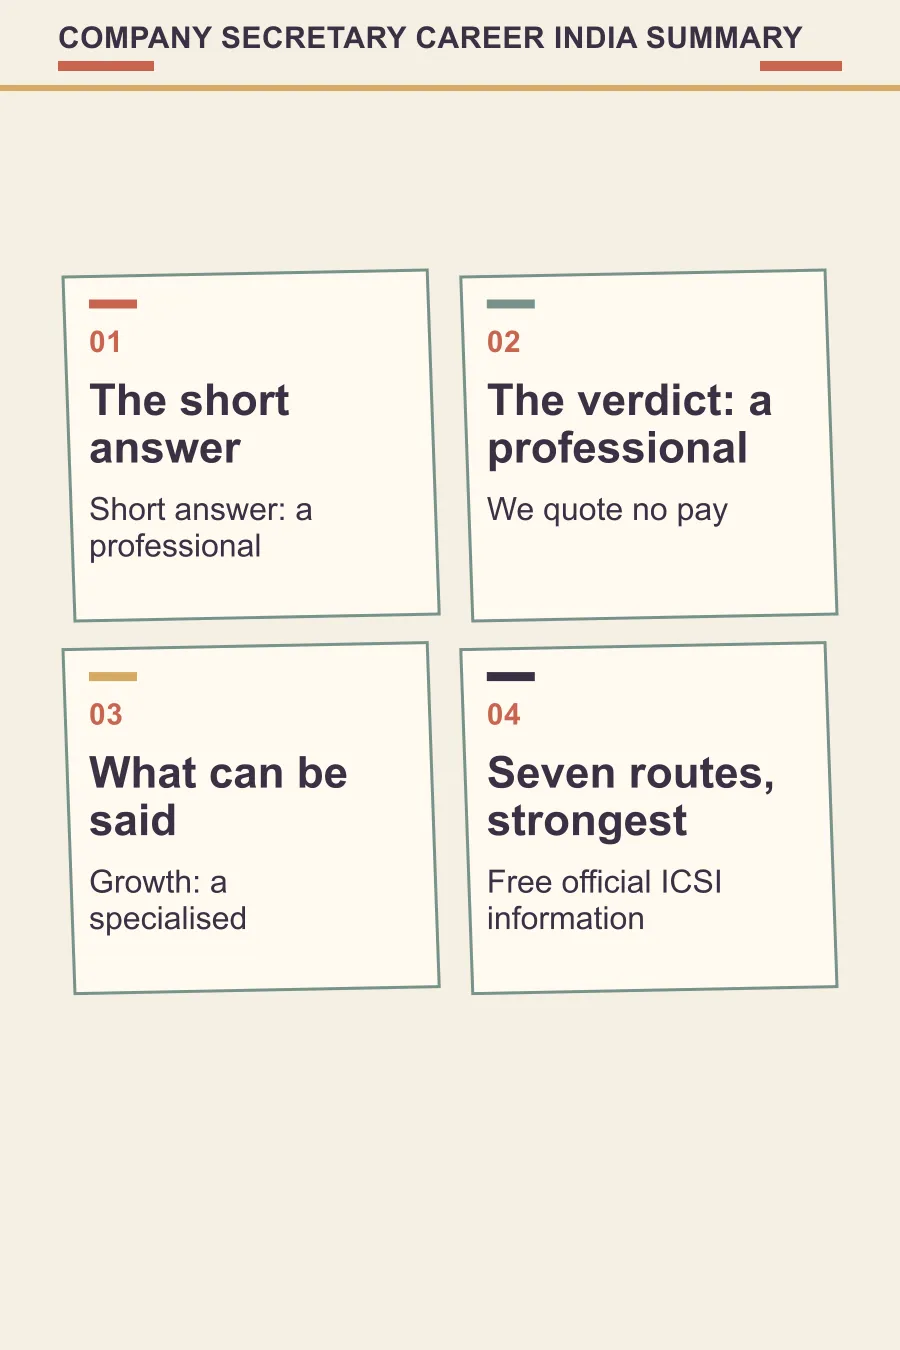 COMPANY SECRETARY CAREER INDIA SUMMARY
01
The short
answer
Short answer: a
professional
02
The verdict: a
professional
We quote no pay
03
What can be
said
Growth: a
specialised
04
Seven routes,
strongest
Free official ICSI
information